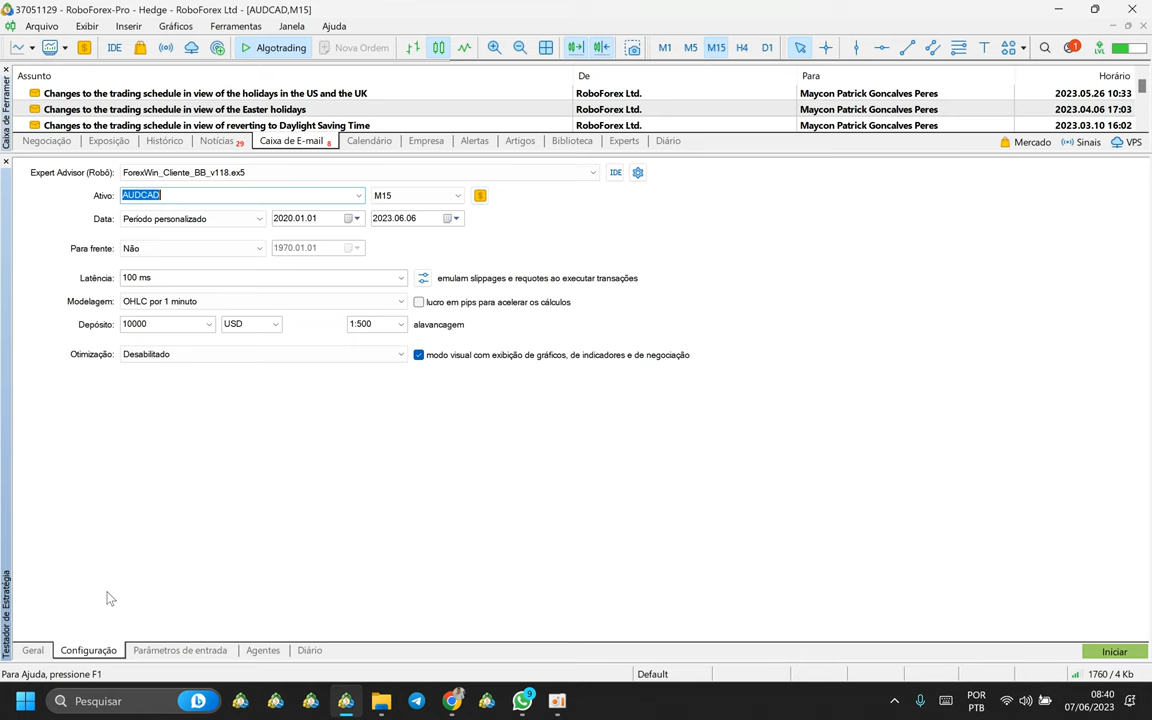 37051129 - RoboForex-Pro - Hedge - RoboForex Ltd - [AUDCAD,M15]
Arquivo Exibir Inserir Gráficos Ferramentas Janela Ajuda
IDE Algotrading Nova Ordem M1 M5 M15 H4 D1 1 LVL
Assunto De Para Horário
Changes to the trading schedule in view of the holidays in the US and the UK RoboForex Ltd. Maycon Patrick Goncalves Peres 2023.05.26 10:33
Changes to the trading schedule in view of the Easter holidays RoboForex Ltd. Maycon Patrick Goncalves Peres 2023.04.06 17:03
Changes to the trading schedule in view of reverting to Daylight Saving Time RoboForex Ltd. Maycon Patrick Goncalves Peres 2023.03.10 16:02
Caixa de Ferramer
Negociação Exposição Histórico Notícias 29 Caixa de E-mail 8 Calendário Empresa Alertas Artigos Biblioteca Experts Diário Mercado Sinais VPS
Expert Advisor (Robô): ForexWin_Cliente_BB_v118.ex5 IDE
Ativo: AUDCAD M15
Data: Período personalizado 2020.01.01 2023.06.06
Para frente: Não 1970.01.01
Latência: 100 ms emulam slippages e requotes ao executar transações
Modelagem: OHLC por 1 minuto lucro em pips para acelerar os cálculos
Depósito: 10000 USD 1:500 alavancagem
Otimização: Desabilitado modo visual com exibição de gráficos, de indicadores e de negociação
Testador de Estratégia
Geral Configuração Parâmetros de entrada Agentes Diário Iniciar
Para Ajuda, pressione F1 Default 1760 / 4 Kb
Pesquisar 9 POR PTB 08:40 07/06/2023